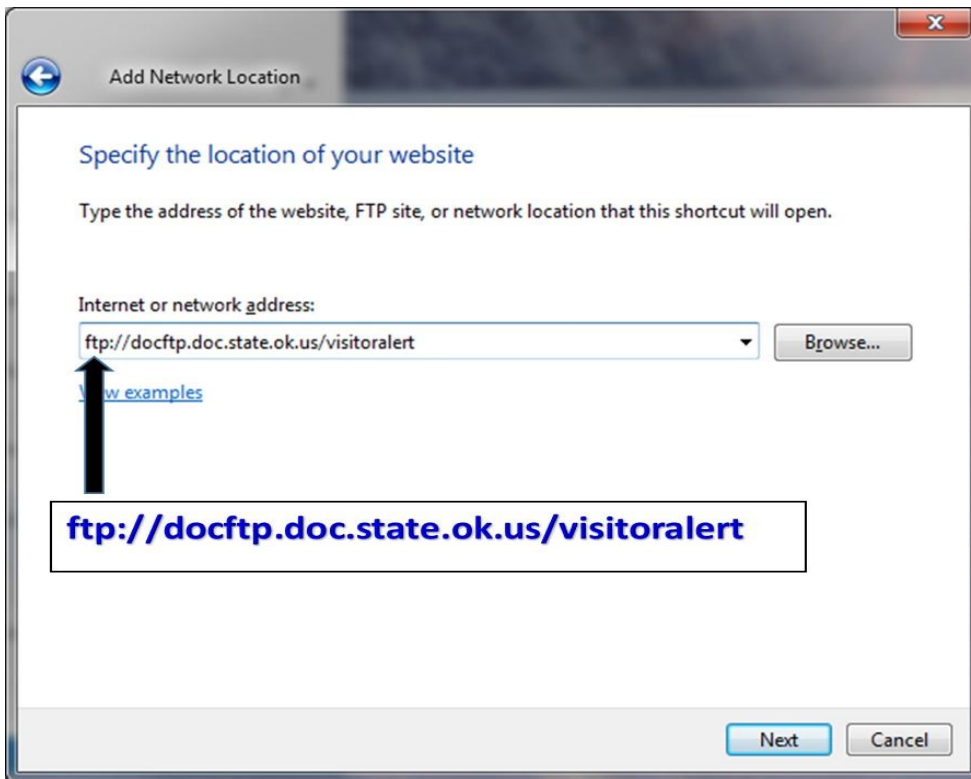 Add Network Location
Specify the location of your website
Type the address of the website, FTP site, or network location that this shortcut will open.
Internet or network address:
ftp://docftp.doc.state.ok.us/visitoralert
Browse...
examples
ftp://docftp.doc.state.ok.us/visitoralert
Next
Cancel